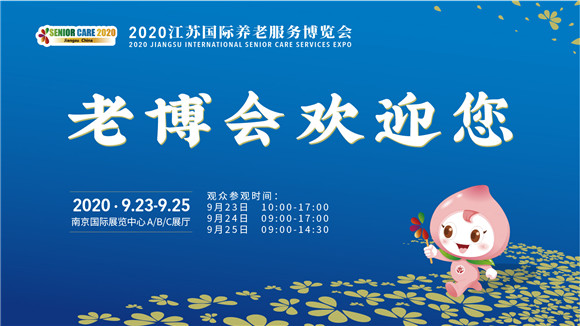 SENIOR CARE 2020
Jiangsu China
2020江苏国际养老服务博览会
2020 JIANGSU INTERNATIONAL SENIOR CARE SERVICES EXPO
老博会欢迎您
2020·9.23-9.25
南京国际展览中心 A/B/C展厅
观众参观时间：
9月23日 10:00-17:00
9月24日 09:00-17:00
9月25日 09:00-14:30